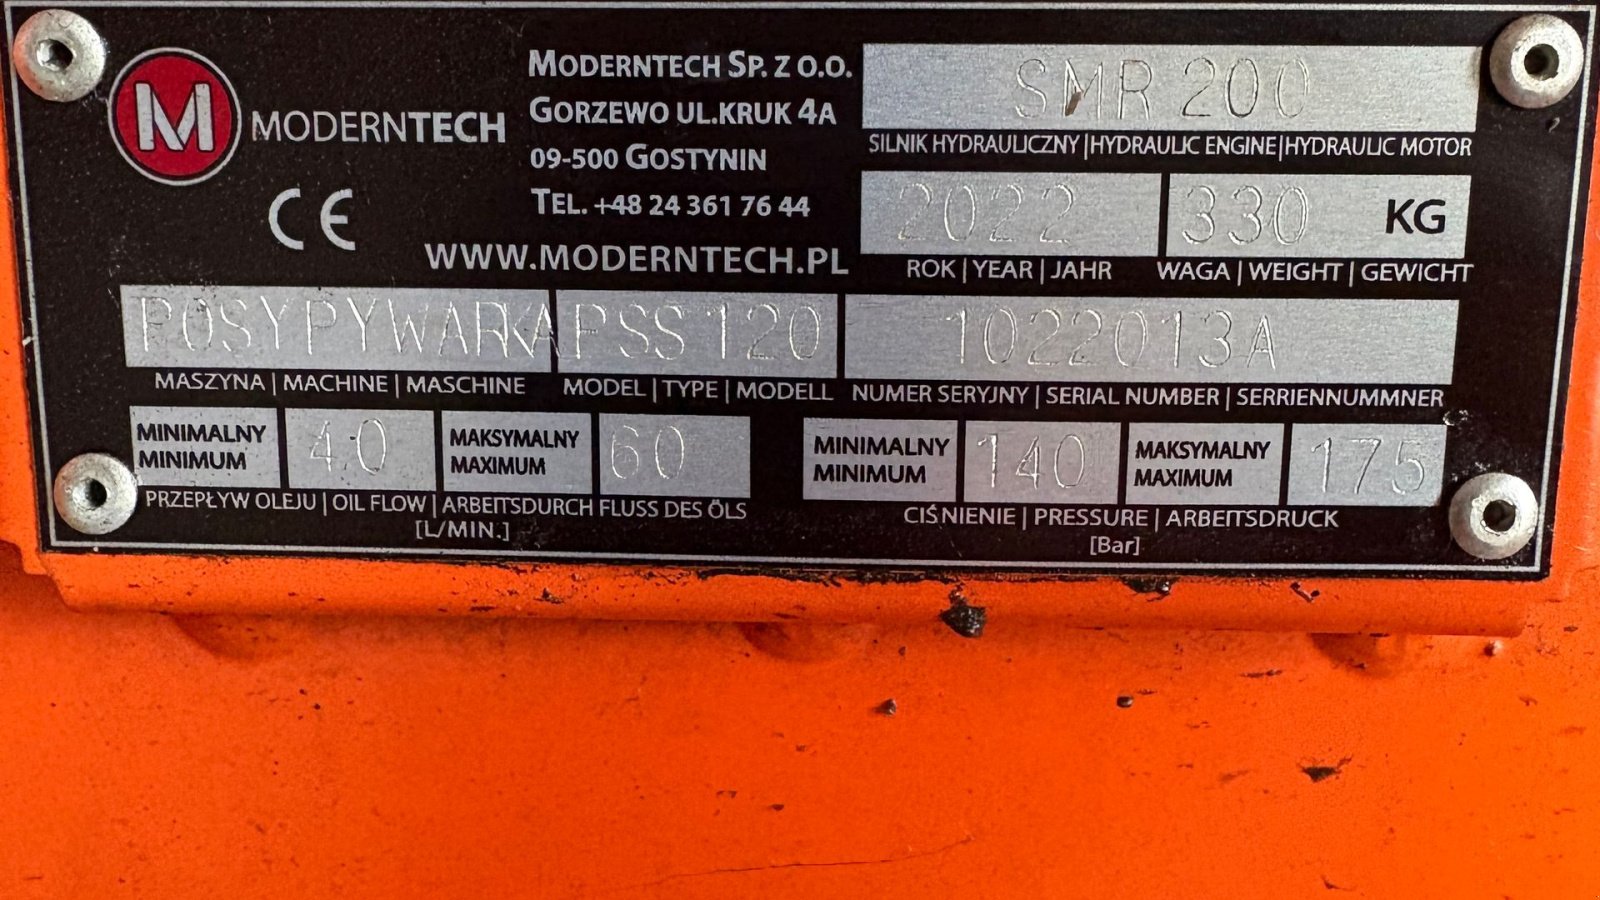 M MODERNTECH
CE
MODERNTECH SP. Z O.O.
GORZEWO UL.KRUK 4A
09-500 GOSTYNIN
TEL. +48 24 361 76 44
WWW.MODERNTECH.PL
SMR 200
SILNIK HYDRAULICZNY | HYDRAULIC ENGINE | HYDRAULIC MOTOR
2022 330 KG
ROK | YEAR | JAHR WAGA | WEIGHT | GEWICHT
POSYPYWARKA PSS 120 1022013A
MASZYNA | MACHINE | MASCHINE MODEL | TYPE | MODELL NUMER SERYJNY | SERIAL NUMBER | SERRIENNUMMNER
MINIMALNY
MINIMUM
40
MAKSYMALNY
MAXIMUM
60
PRZEPŁYW OLEJU | OIL FLOW | ARBEITSDURCH FLUSS DES ÖLS
[L/MIN.]
MINIMALNY
MINIMUM
140
MAKSYMALNY
MAXIMUM
175
CIŚNIENIE | PRESSURE | ARBEITSDRUCK
[Bar]